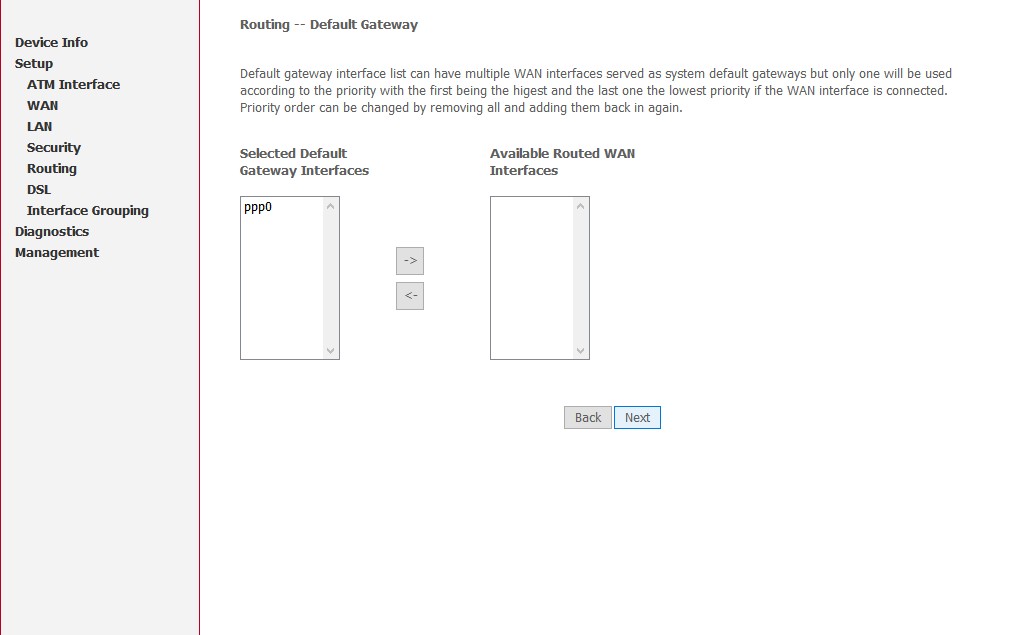 Device Info
Setup
ATM Interface
WAN
LAN
Security
Routing
DSL
Interface Grouping
Diagnostics
Management
Routing -- Default Gateway
Default gateway interface list can have multiple WAN interfaces served as system default gateways but only one will be used
according to the priority with the first being the higest and the last one the lowest priority if the WAN interface is connected.
Priority order can be changed by removing all and adding them back in again.
Selected Default
Gateway Interfaces
Available Routed WAN
Interfaces
ppp0
->
<-
Back Next